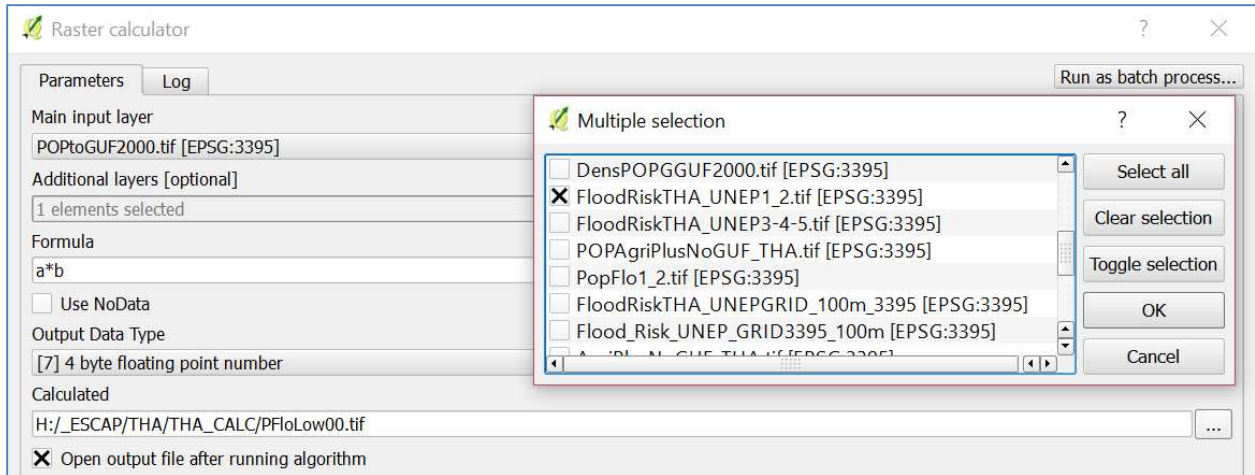 Raster calculator
?
Parameters
Log
Run as batch process...
Main input layer
POPtoGUF2000.tif [EPSG:3395]
Additional layers [optional]
1 elements selected
Formula
a*b
Use NoData
Output Data Type
[7] 4 byte floating point number
Calculated
H:/_ESCAP/THA/THA_CALC/PFloLow00.tif
...
Open output file after running algorithm
Multiple selection
?
DensPOPGGUF2000.tif [EPSG:3395]
FloodRiskTHA_UNEP1_2.tif [EPSG:3395]
FloodRiskTHA_UNEP3-4-5.tif [EPSG:3395]
POPAgriPlusNoGUF_THA.tif [EPSG:3395]
PopFlo1_2.tif [EPSG:3395]
FloodRiskTHA_UNEPGRID_100m_3395 [EPSG:3395]
Flood_Risk_UNEP_GRID3395_100m [EPSG:3395]
Select all
Clear selection
Toggle selection
OK
Cancel